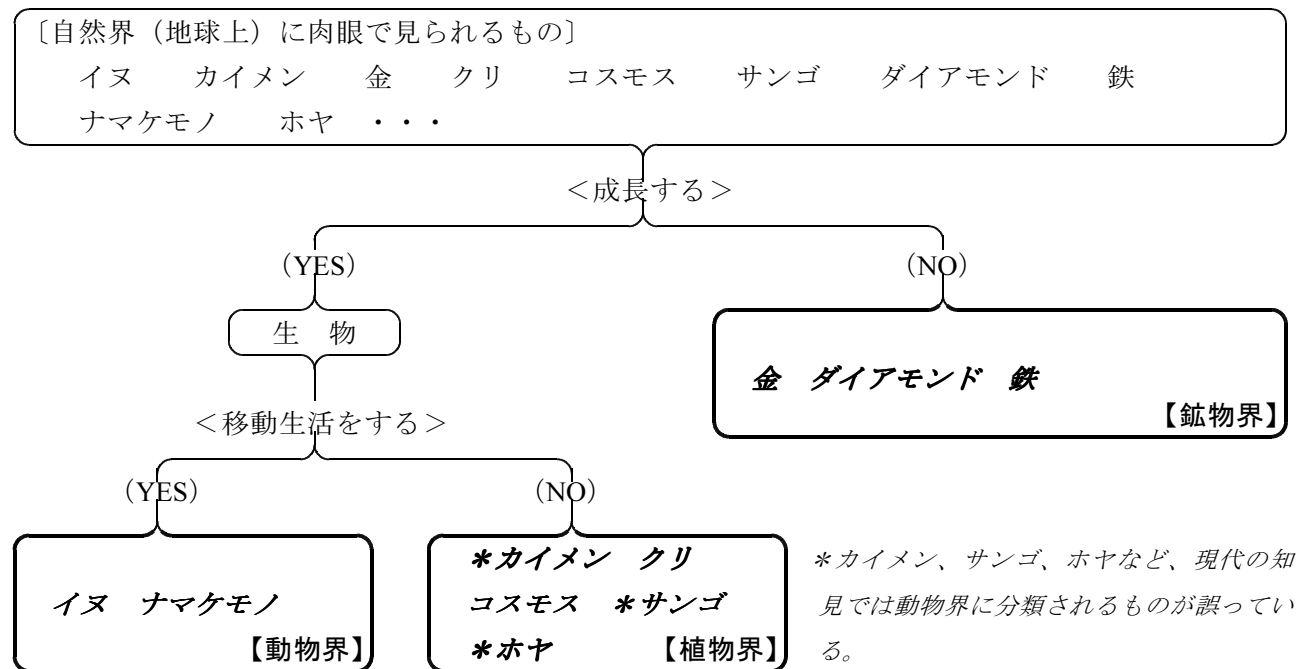 〔自然界(地球上)に肉眼で見られるもの〕
イヌ　カイメン　金　クリ　コスモス　サンゴ　ダイアモンド　鉄
ナマケモノ　ホヤ　・・・
＜成長する＞
(YES)
(NO)
生　物
金　ダイアモンド　鉄
【鉱物界】
＜移動生活をする＞
(YES)
(NO)
イヌ　ナマケモノ
【動物界】
＊カイメン　クリ
コスモス　＊サンゴ
＊ホヤ　【植物界】
＊カイメン、サンゴ、ホヤなど、現代の知
見では動物界に分類されるものが誤ってい
る。